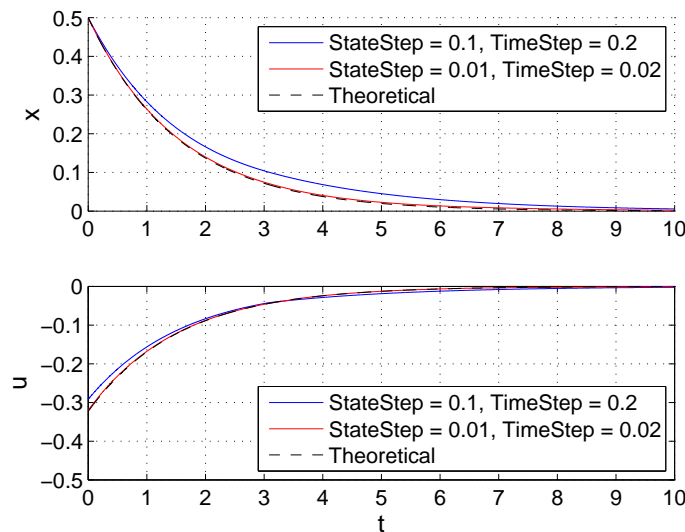 0.5
0.4
0.3
0.2
0.1
0
x
StateStep = 0.1, TimeStep = 0.2
StateStep = 0.01, TimeStep = 0.02
Theoretical
0 1 2 3 4 5 6 7 8 9 10
0
−0.1
−0.2
−0.3
−0.4
−0.5
u
StateStep = 0.1, TimeStep = 0.2
StateStep = 0.01, TimeStep = 0.02
Theoretical
0 1 2 3 4 5 6 7 8 9 10
t